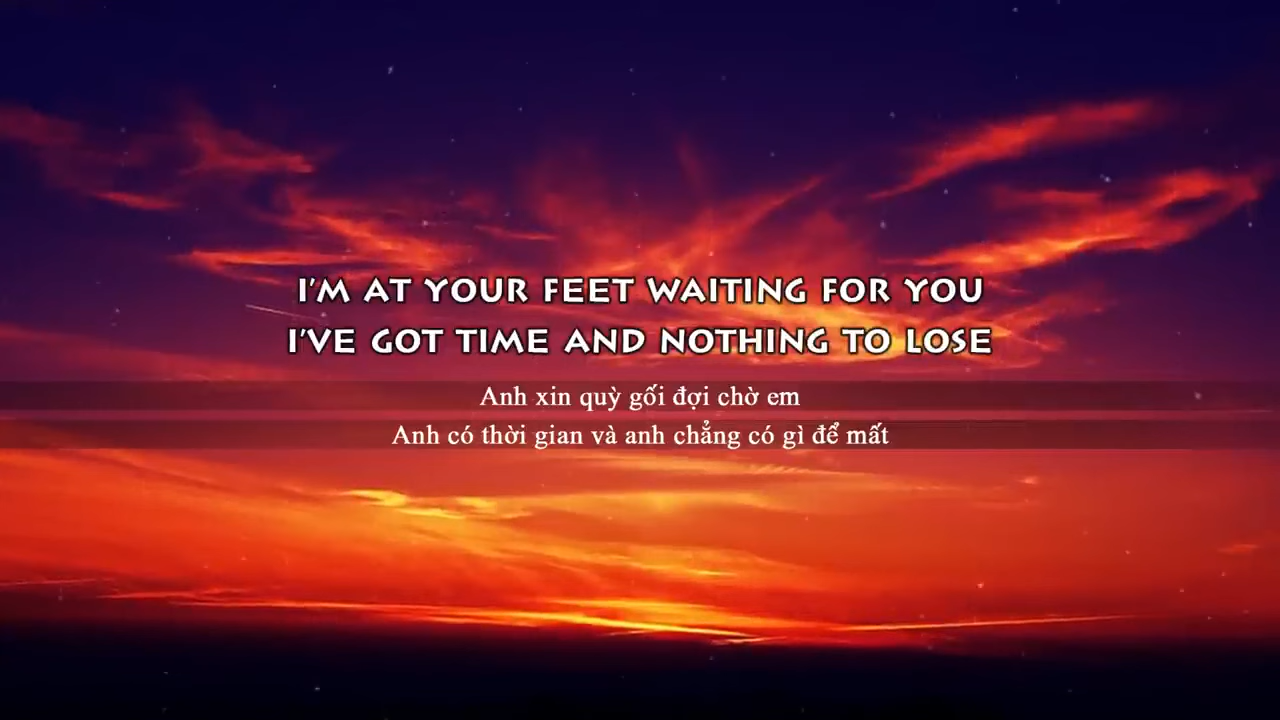 I'M AT YOUR FEET WAITING FOR YOU
I'VE GOT TIME AND NOTHING TO LOSE
Anh xin quỳ gối đợi chờ em
Anh có thời gian và anh chẳng có gì để mất